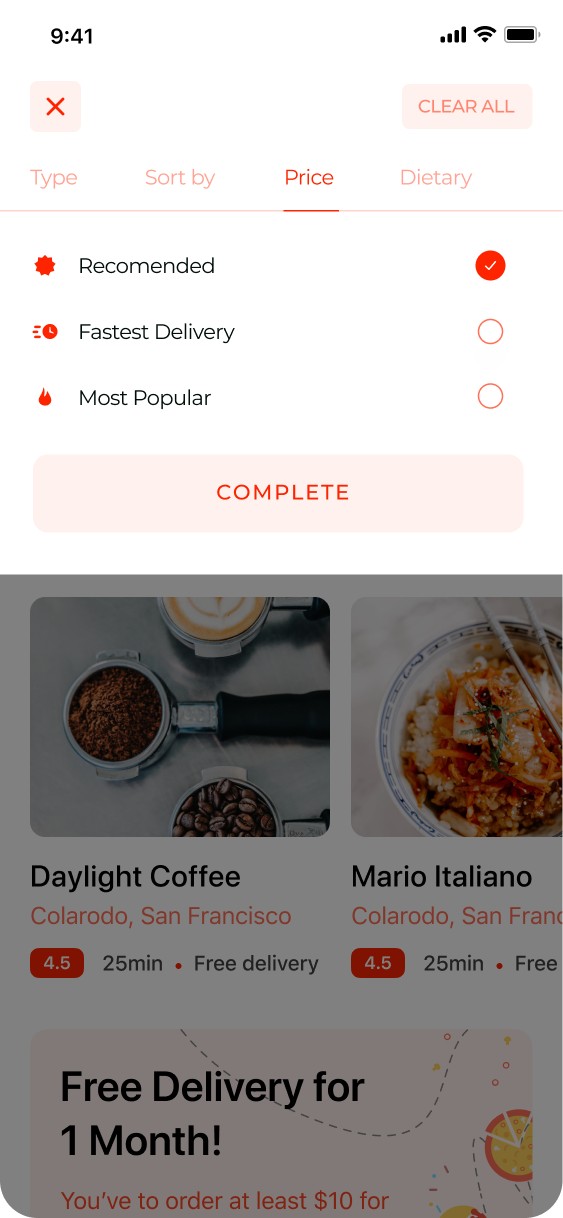 9:41
CLEAR ALL
Type Sort by Price Dietary
Recomended
Fastest Delivery
Most Popular
COMPLETE
Daylight Coffee
Colarodo, San Francisco
4.5 25min • Free delivery
Mario Italiano
Colarodo, San Franc
4.5 25min • Free
Free Delivery for
1 Month!
You've to order at least $10 for